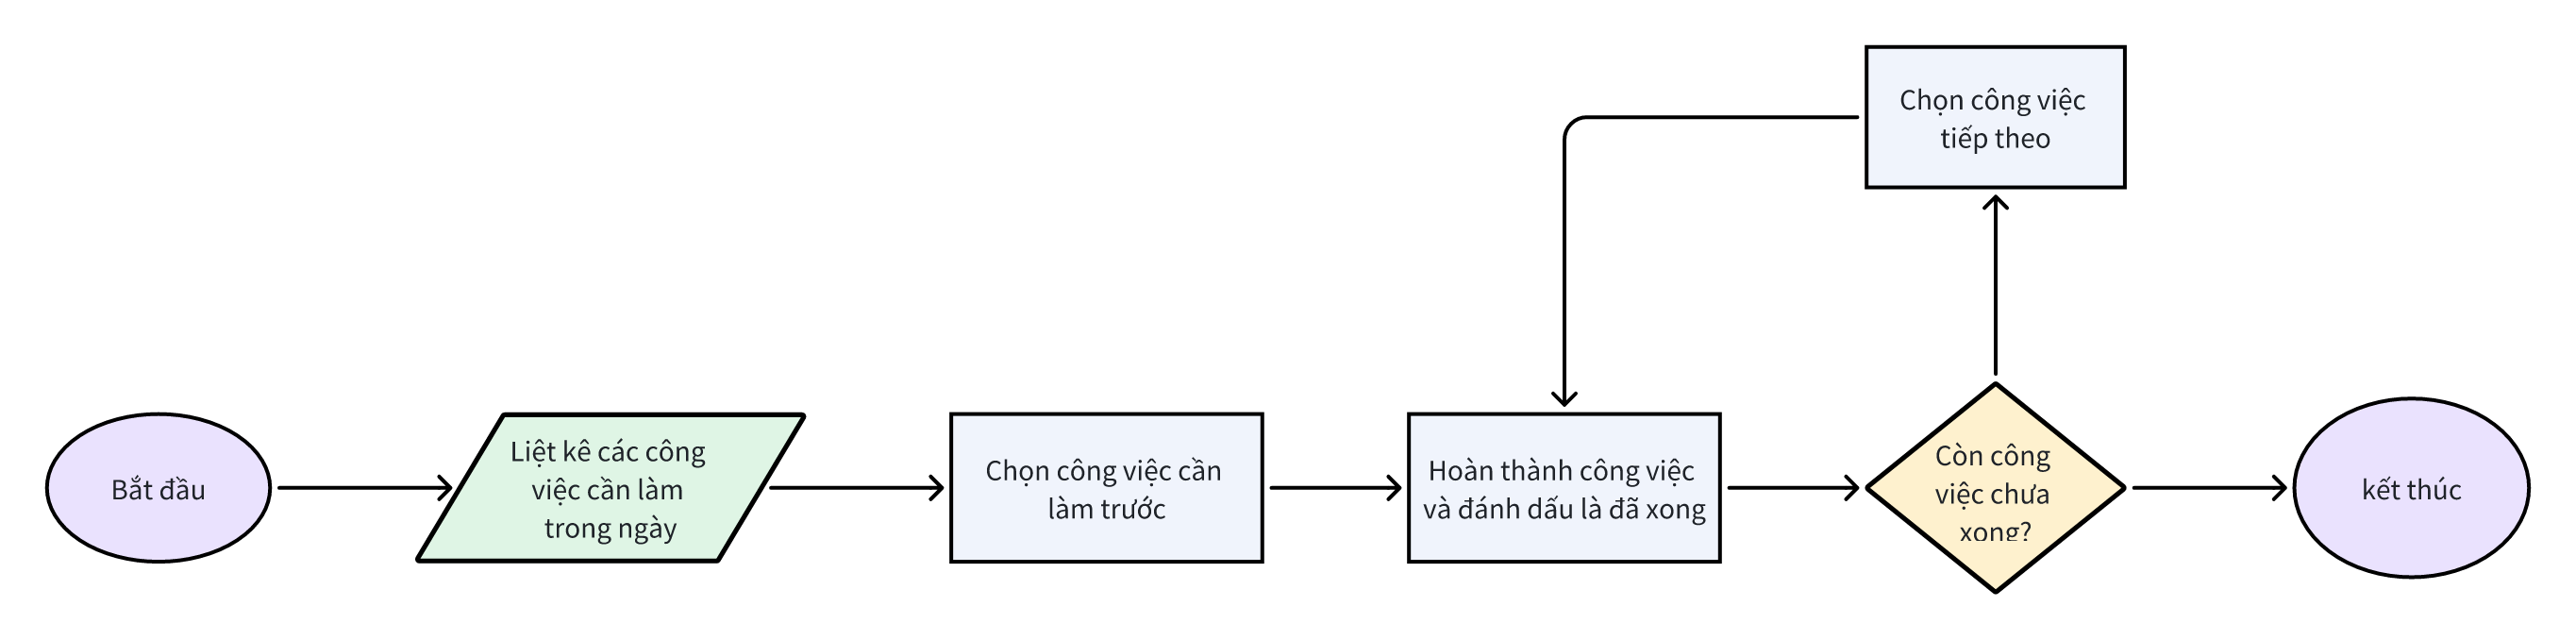 Chọn công việc
tiếp theo
Bắt đầu
Liệt kê các công
việc cần làm
trong ngày
Chọn công việc cần
làm trước
Hoàn thành công việc
và đánh dấu là đã xong
Còn công
việc chưa
xong?
kết thúc